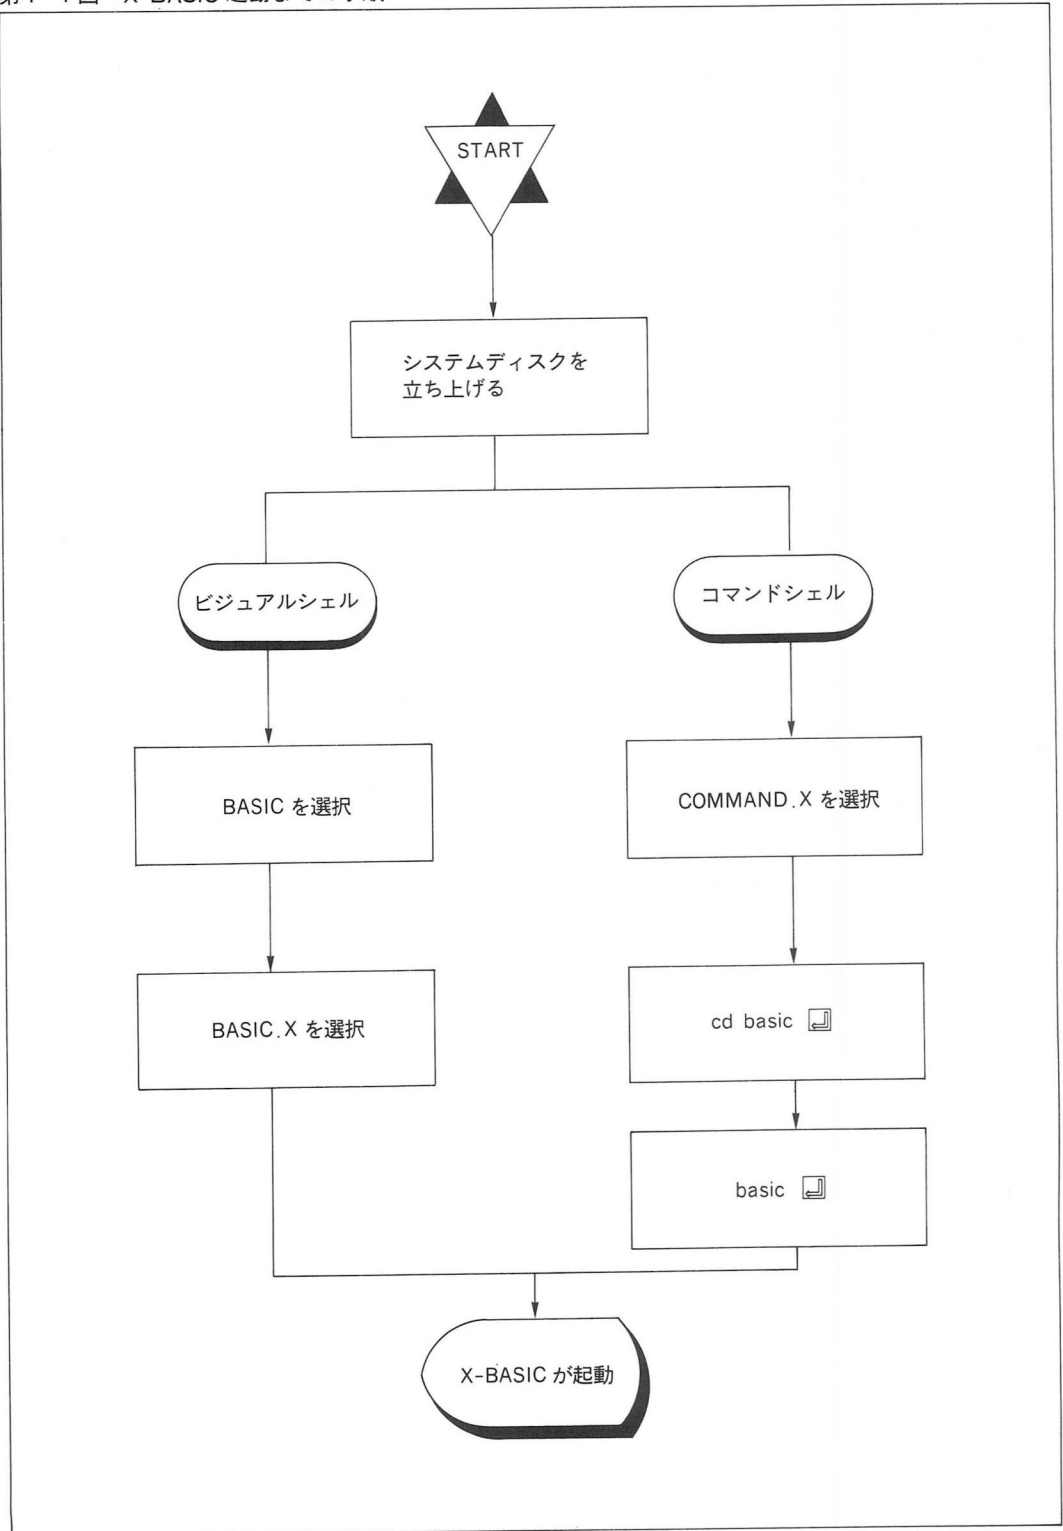 START
システムディスクを
立ち上げる
ビジュアルシェル
コマンドシェル
BASIC を選択
COMMAND.X を選択
BASIC.X を選択
cd basic
basic
X-BASIC が起動